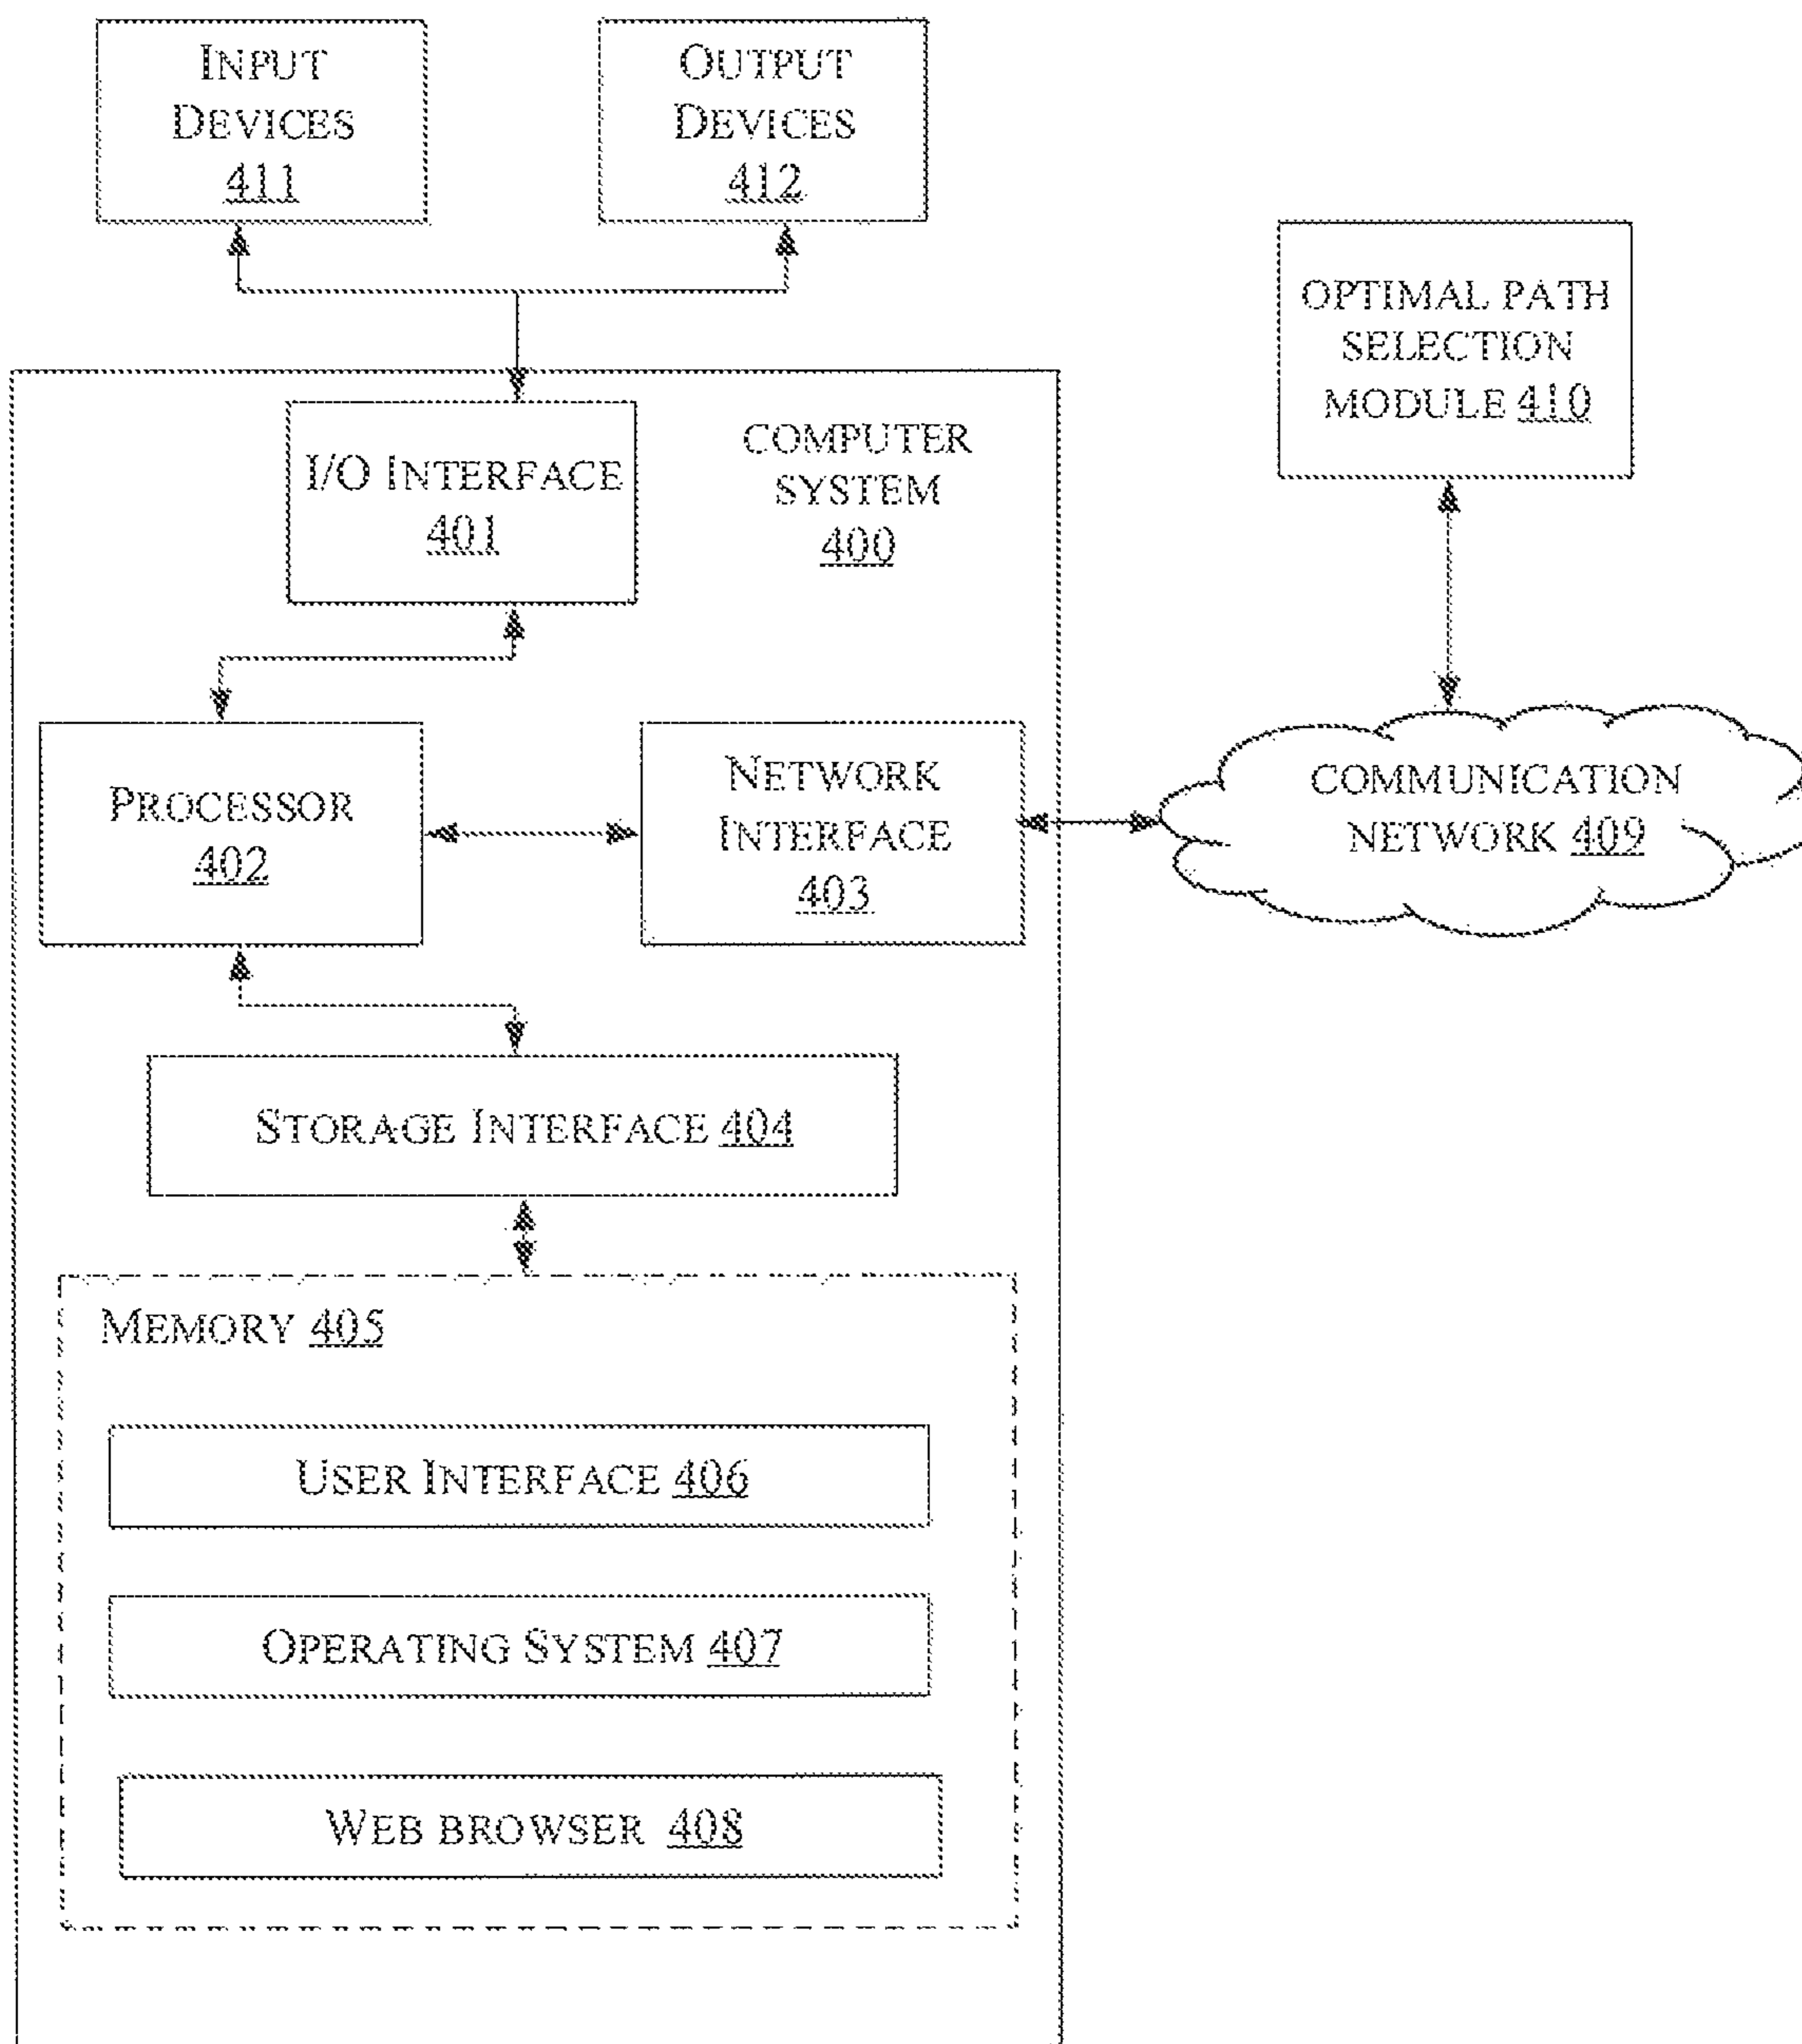 INPUT
DEVICES
411
OUTPUT
DEVICES
412
OPTIMAL PATH
SELECTION
MODULE 410
I/O INTERFACE
401
COMPUTER
SYSTEM
400
PROCESSOR
402
NETWORK
INTERFACE
403
COMMUNICATION
NETWORK 409
STORAGE INTERFACE 404
MEMORY 405
USER INTERFACE 406
OPERATING SYSTEM 407
WEB BROWSER 408